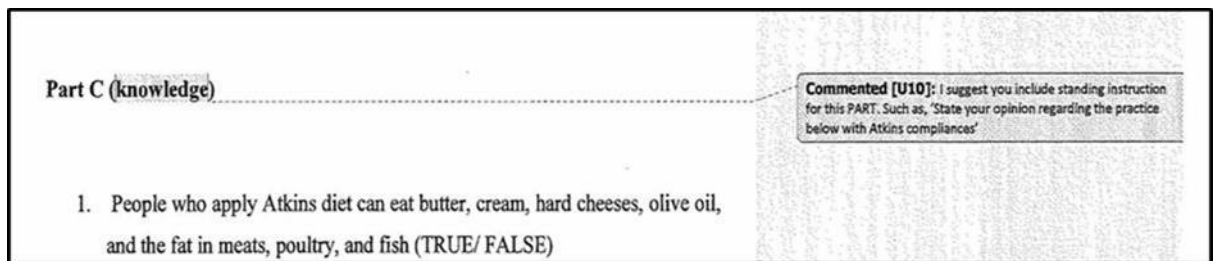 Part C (knowledge)
Commented [U10]: I suggest you include standing instruction
for this PART. Such as, 'State your opinion regarding the practice
below with Atkins compliances'
1. People who apply Atkins diet can eat butter, cream, hard cheeses, olive oil,
and the fat in meats, poultry, and fish (TRUE/ FALSE)